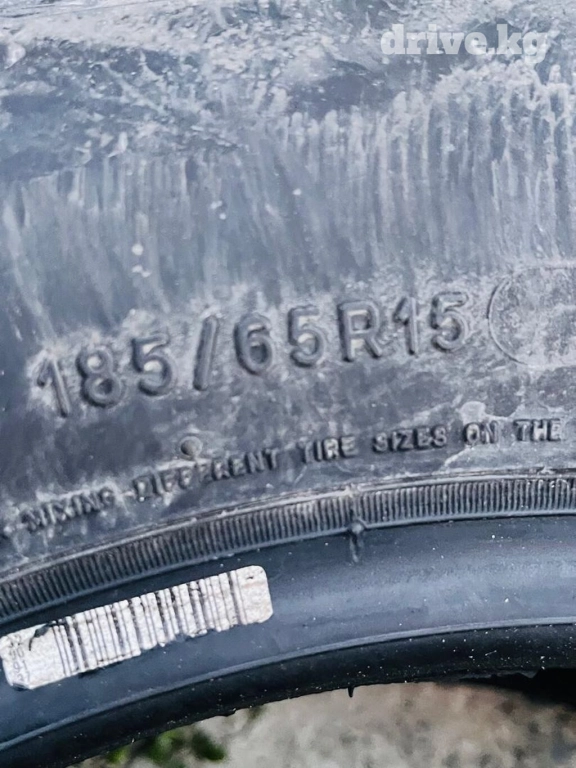 drive.kg
185/65R15
MIXING DIFFERENT TIRE SIZES ON THE